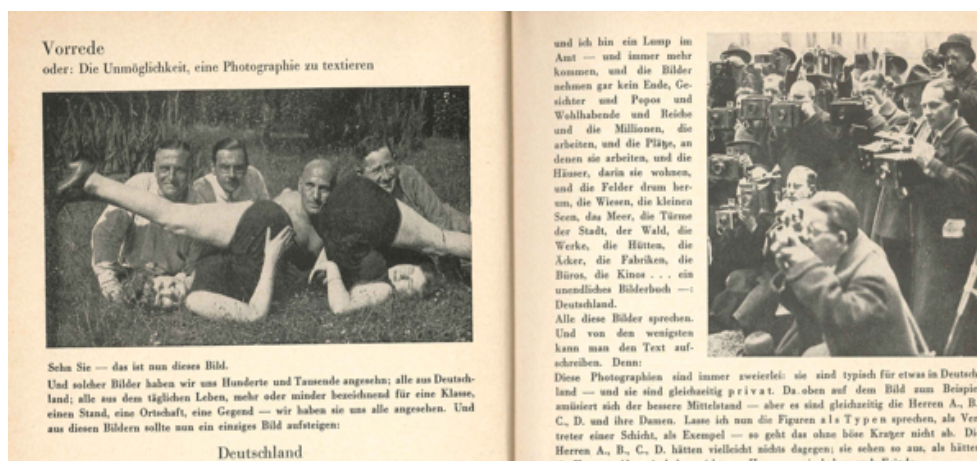 Vorrede
oder: Die Unmöglichkeit, eine Photographie zu textieren
Sehn Sie — das ist nun dieses Bild.
Und solcher Bilder haben wir uns Hunderte und Tausende angesehn; alle aus Deutsch-
land; alle aus dem täglichen Leben, mehr oder minder bezeichnend für eine Klasse,
einen Stand, eine Ortschaft, eine Gegend — wir haben sie uns alle angesehen. Und
aus diesen Bildern sollte nun ein einziges Bild aufsteigen:
Deutschland
und ich bin ein Lump im
Amt — und immer mehr
kommen, und die Bilder
nehmen gar kein Ende, Ge-
sichter und Popos und
Wohlhabende und Reiche
und die Millionen, die
arbeiten, und die Plätze, an
denen sie arbeiten, und die
Häuser, darin sie wohnen,
und die Felder drum her-
um, die Wiesen, die kleinen
Seen, das Meer, die Türme
der Stadt, der Wald, die
Werke, die Hütten, die
Äcker, die Fabriken, die
Büros, die Kinos . . . ein
unendliches Bilderbuch —:
Deutschland.
Alle diese Bilder sprechen.
Und von den wenigsten
kann man den Text auf-
schreiben. Denn:
Diese Photographien sind immer zweierlei: sie sind typisch für etwas in Deutsch-
land — und sie sind gleichzeitig privat. Da oben auf dem Bild zum Beispiel
amüsiert sich der bessere Mittelstand — aber es sind gleichzeitig die Herren A., B.,
C., D. und ihre Damen. Lasse ich nun die Figuren als Typen sprechen, als Ver-
treter einer Schicht, als Exempel — so geht das ohne böse Kratzer nicht ab. Die
Herren A., B., C., D. hätten vielleicht nichts dagegen; sie sehen so aus, als hätten